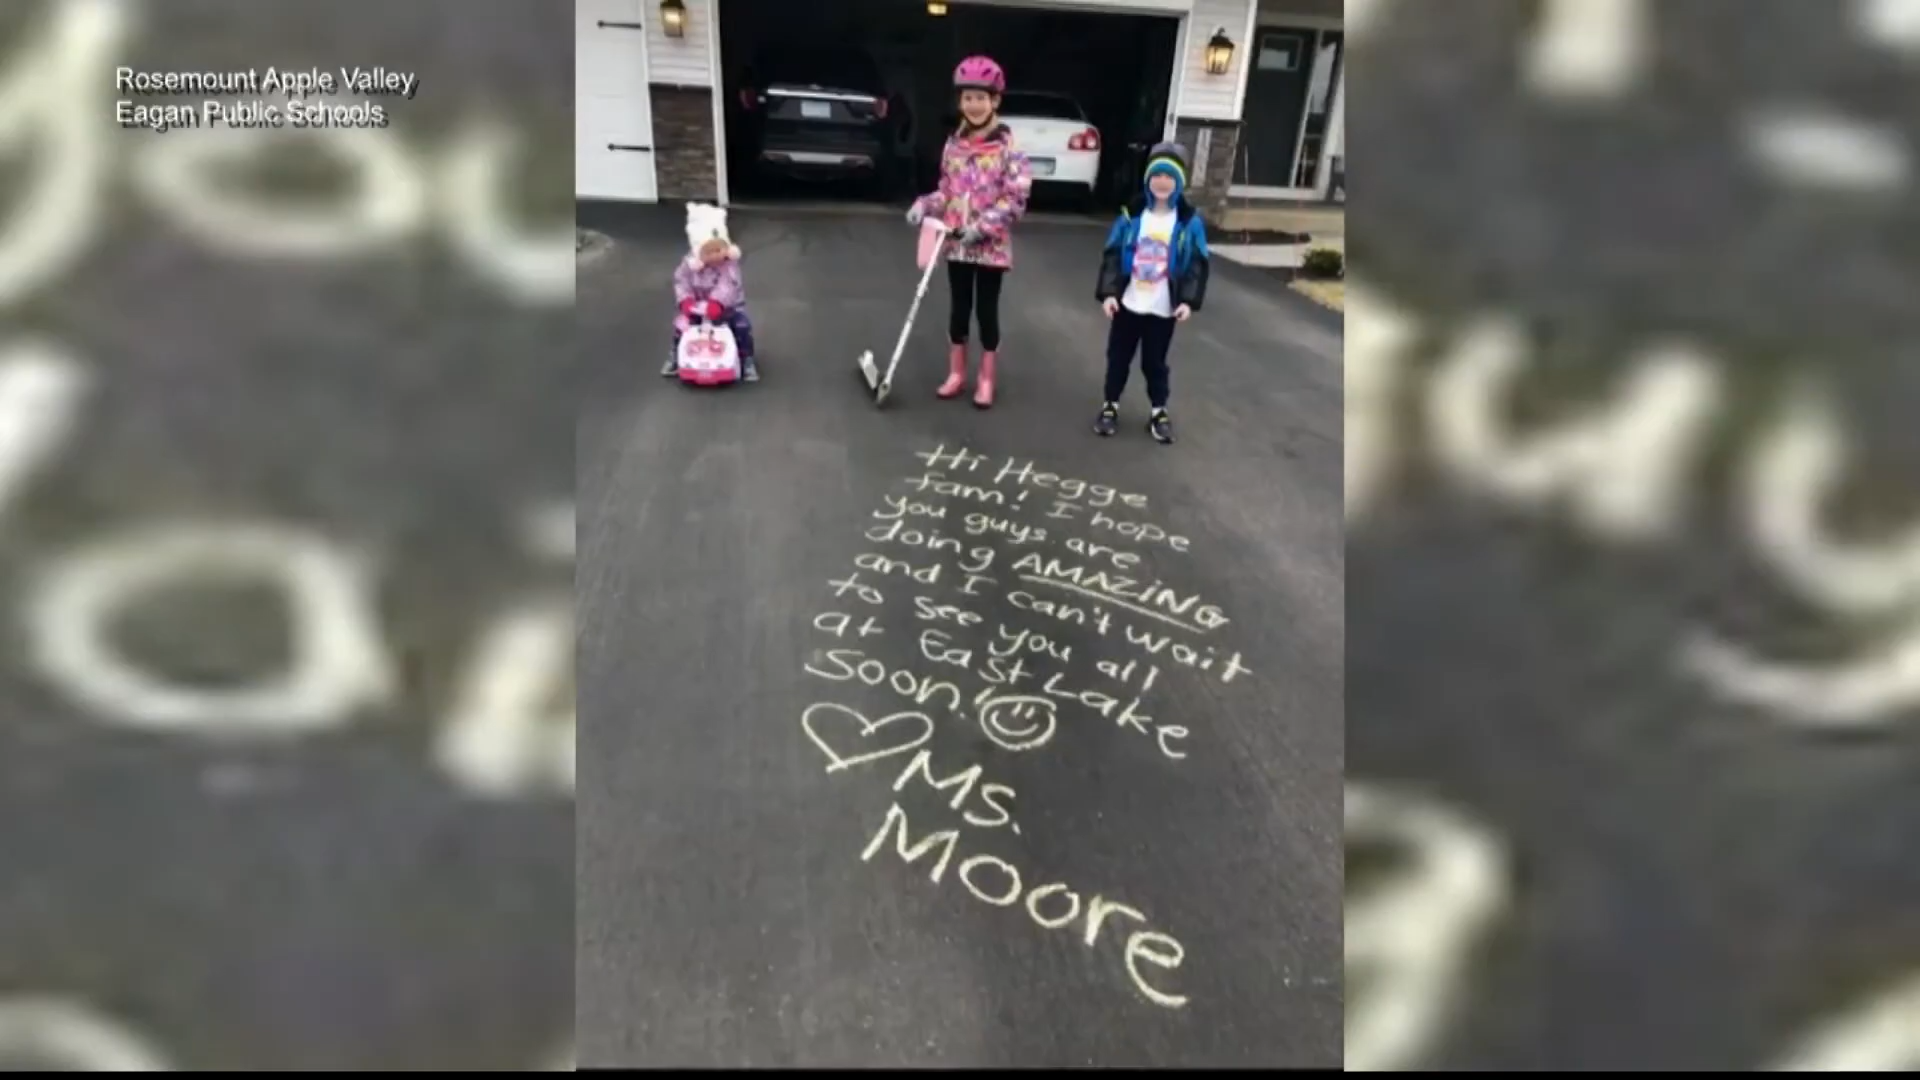 Rosemount Apple Valley
Eagan Public Schools
Hi Hegge
fam! I hope
you guys are
doing AMAZING
and I can't wait
to see you all
at East Lake
soon!
Ms.
Moore